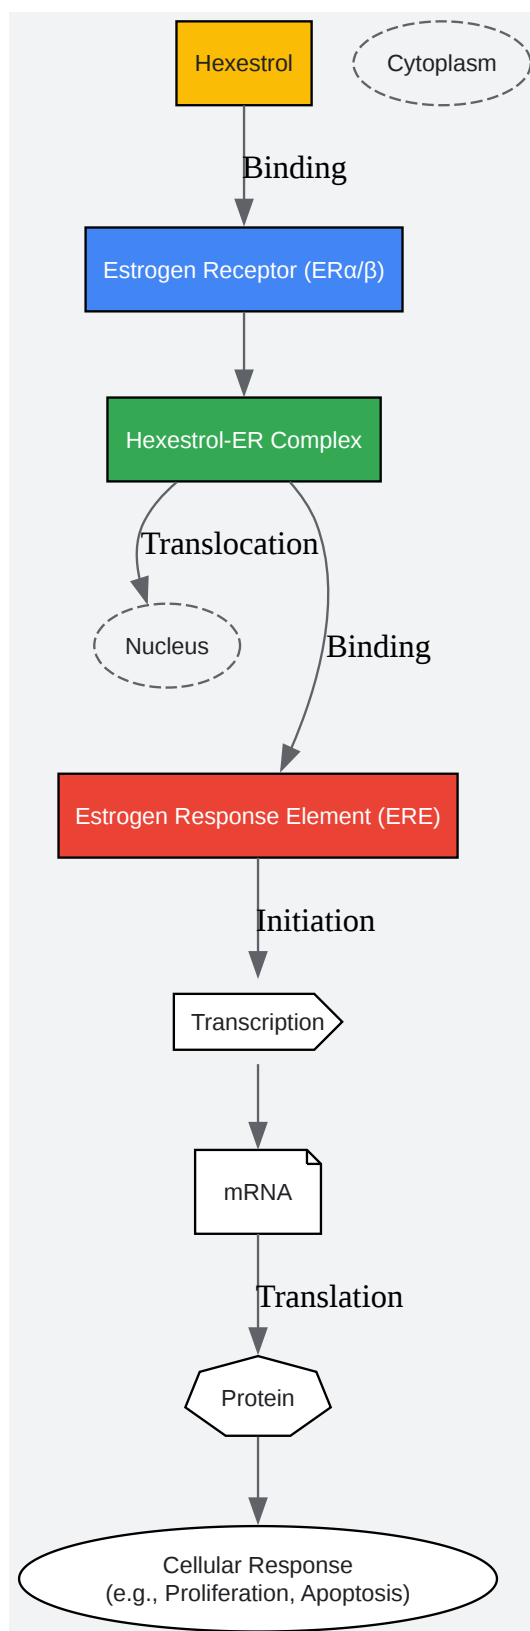 Hexestrol
Cytoplasm
Binding
Estrogen Receptor (ERα/β)
Hexestrol-ER Complex
Translocation
Nucleus
Binding
Estrogen Response Element (ERE)
Initiation
Transcription
mRNA
Translation
Protein
Cellular Response
(e.g., Proliferation, Apoptosis)